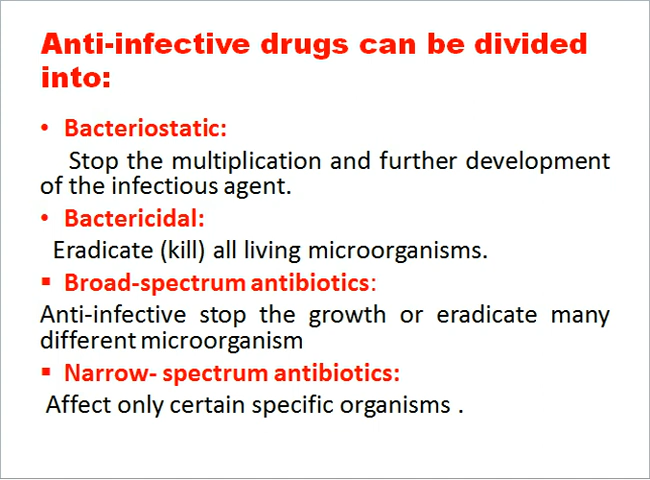 Anti-infective drugs can be divided
into:
• Bacteriostatic:
Stop the multiplication and further development
of the infectious agent.
• Bactericidal:
Eradicate (kill) all living microorganisms.
▪ Broad-spectrum antibiotics:
Anti-infective stop the growth or eradicate many
different microorganism
▪ Narrow- spectrum antibiotics:
Affect only certain specific organisms .